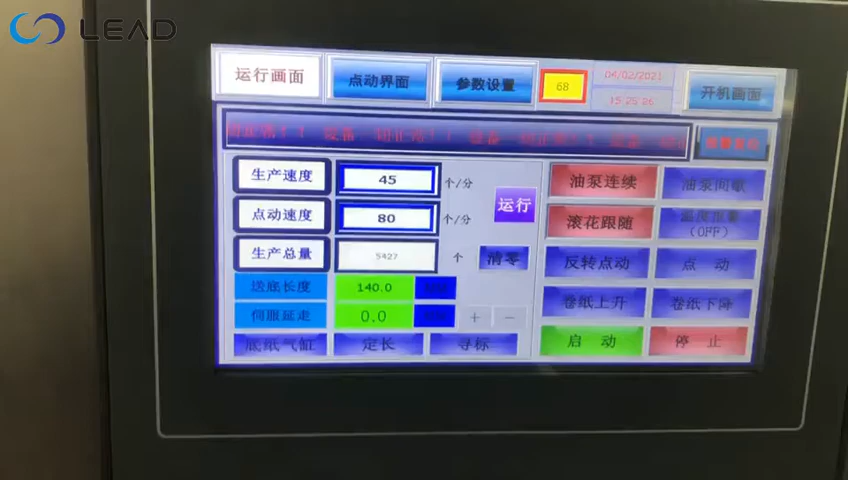 LEAD
运行画面 点动界面 参数设置 68 04/02/2021 15:25:26 开机画面
生产速度 45 个/分
点动速度 80 个/分
运行
生产总量 5427 个 清零
送底长度 140.0
伺服延走 0.0 + −
底纸气缸 定长 寻标
油泵连续 油泵间歇
滚花跟随 温度报警（OFF）
反转点动 点 动
卷纸上升 卷纸下降
启 动 停 止